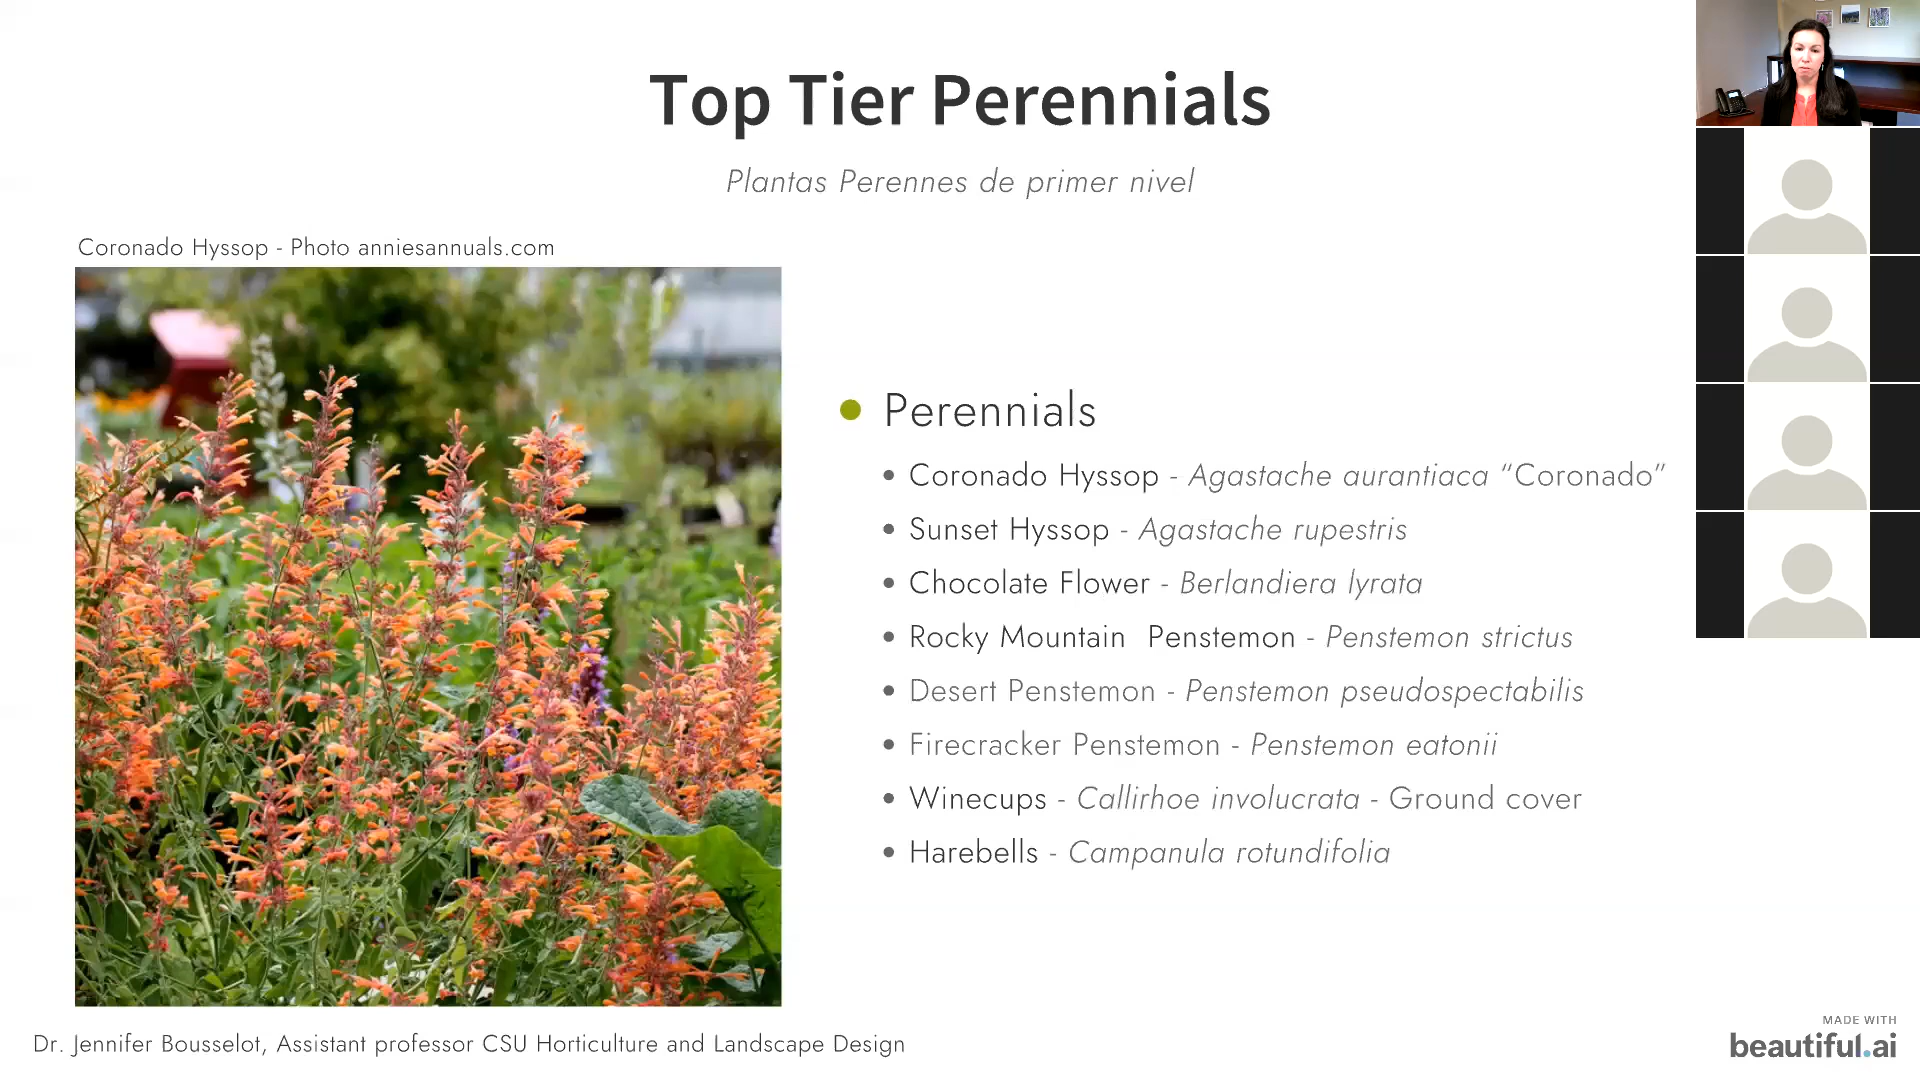 Top Tier Perennials
Plantas Perennes de primer nivel
Coronado Hyssop - Photo anniesannuals.com
Perennials
Coronado Hyssop - Agastache aurantiaca “Coronado”
Sunset Hyssop - Agastache rupestris
Chocolate Flower - Berlandiera lyrata
Rocky Mountain  Penstemon - Penstemon strictus
Desert Penstemon - Penstemon pseudospectabilis
Firecracker Penstemon - Penstemon eatonii
Winecups - Callirhoe involucrata - Ground cover
Harebells - Campanula rotundifolia
Dr. Jennifer Bousselot, Assistant professor CSU Horticulture and Landscape Design
MADE WITH
beautiful.ai